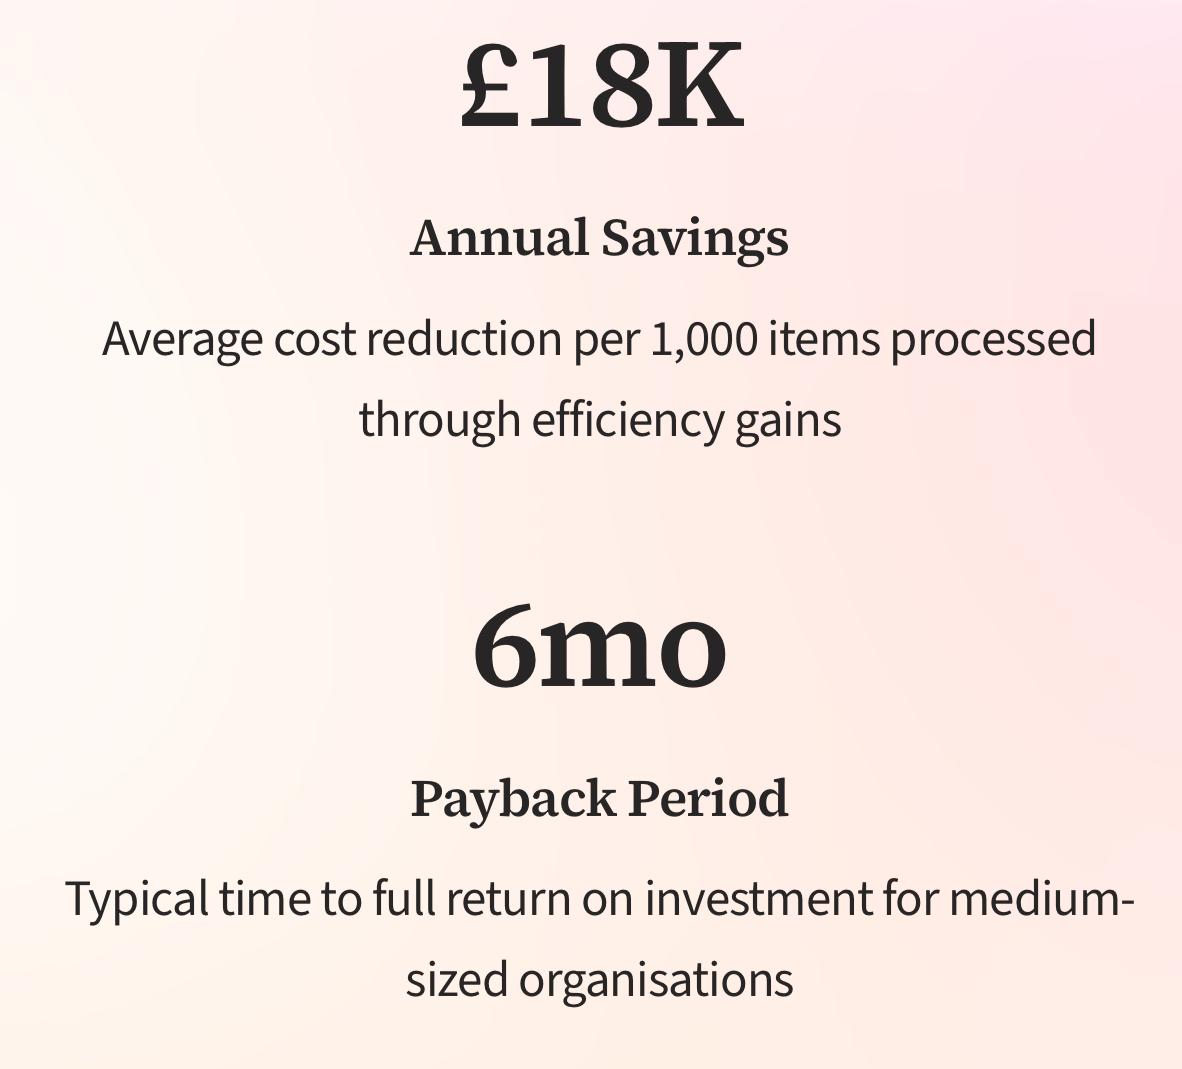 £18K
Annual Savings
Average cost reduction per 1,000 items processed
through efficiency gains
6mo
Payback Period
Typical time to full return on investment for medium-
sized organisations